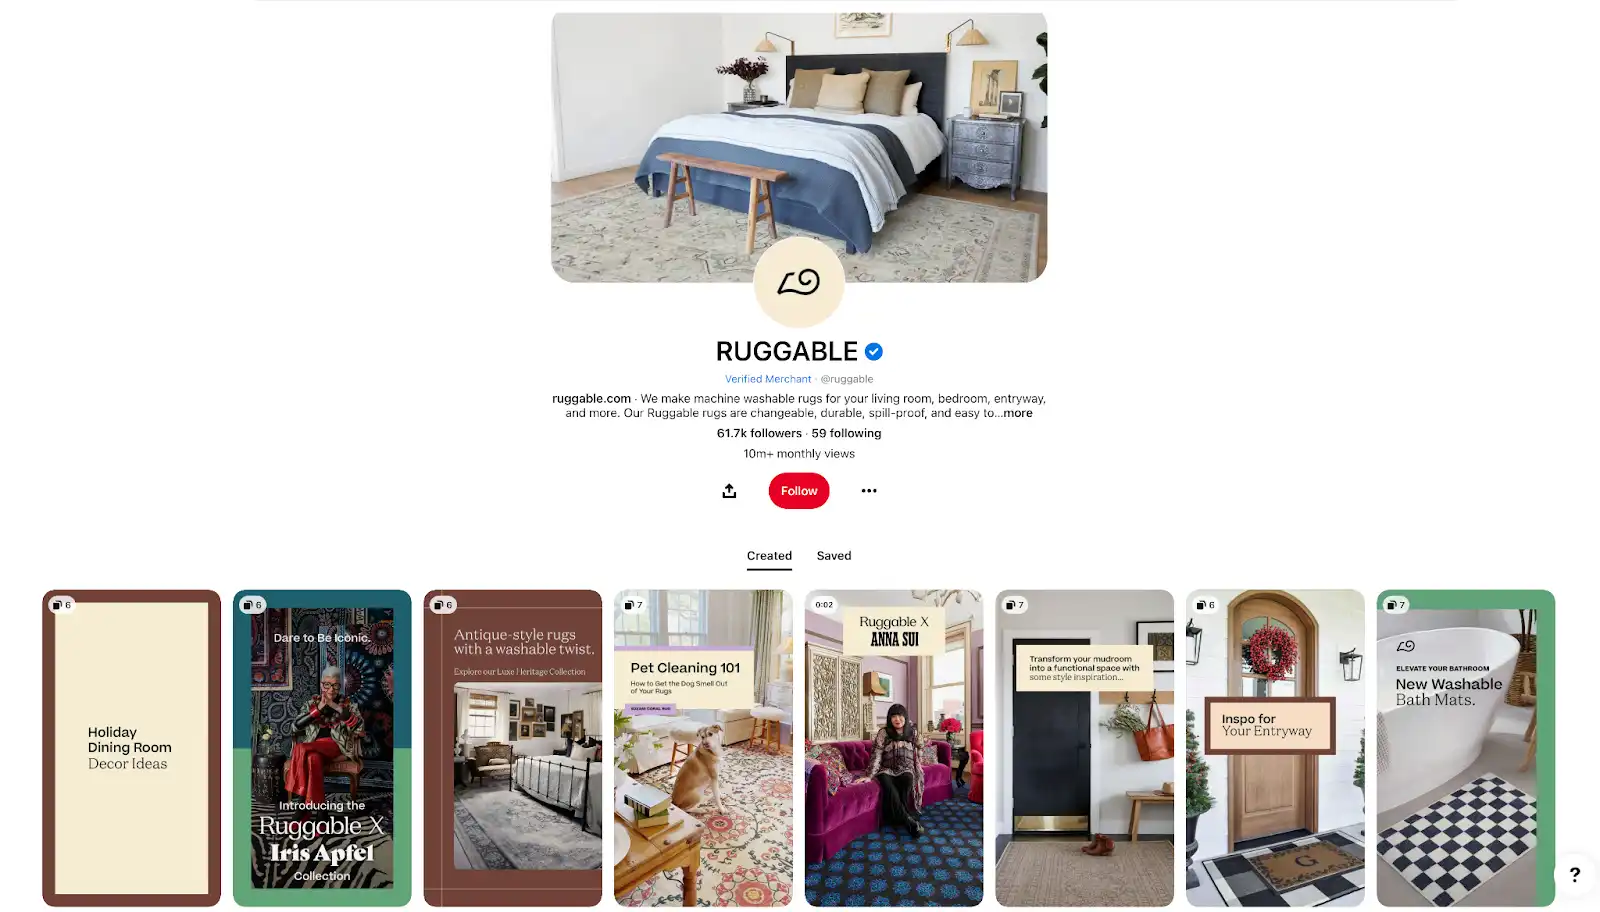 RUGGABLE
Verified Merchant · @ruggable
ruggable.com · We make machine washable rugs for your living room, bedroom, entryway,
and more. Our Ruggable rugs are changeable, durable, spill-proof, and easy to...more
61.7k followers · 59 following
10m+ monthly views
Follow
Created
Saved
6
Holiday
Dining Room
Decor Ideas
6
Dare to Be Iconic.
Introducing the
Ruggable X
Iris Apfel
Collection
6
Antique-style rugs
with a washable twist.
Explore our Luxe Heritage Collection
7
Pet Cleaning 101
How to Get the Dog Smell Out
of Your Rugs
0:02
Ruggable X
ANNA SUI
7
Transform your mudroom
into a functional space with
some style inspiration...
6
Inspo for
Your Entryway
G
7
ELEVATE YOUR BATHROOM
New Washable
Bath Mats.
?